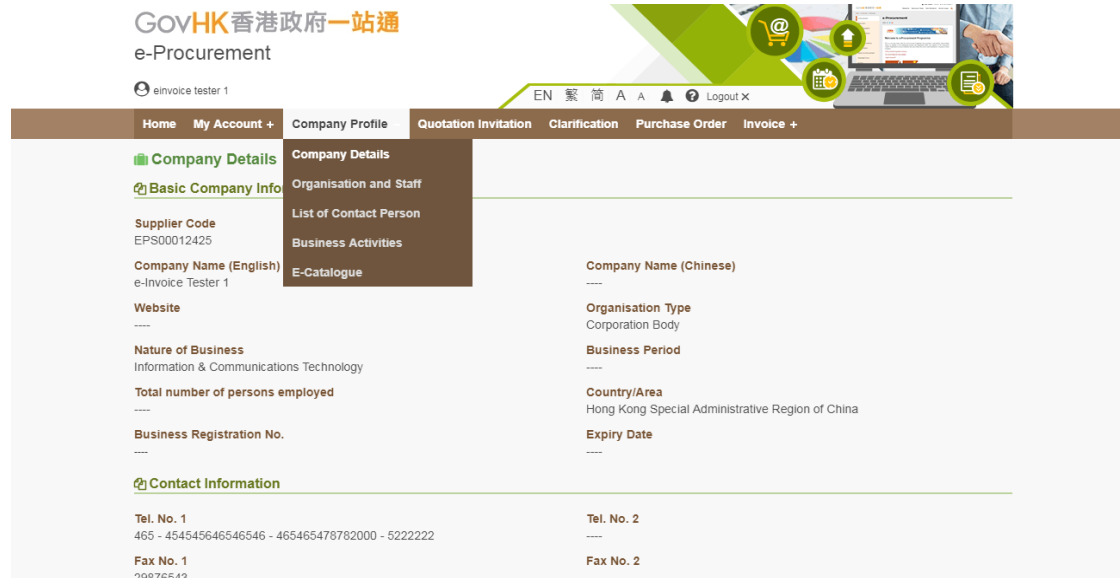 GovHK香港政府一站通
e-Procurement
einvoice tester 1
EN 繁 简 A A Logout ×
Home My Account + Company Profile Quotation Invitation Clarification Purchase Order Invoice +
Company Details
Organisation and Staff
List of Contact Person
Business Activities
E-Catalogue
Company Details
Basic Company Info
Supplier Code
EPS00012425
Company Name (English) Company Name (Chinese)
e-Invoice Tester 1 ----
Website Organisation Type
---- Corporation Body
Nature of Business Business Period
Information & Communications Technology ----
Total number of persons employed Country/Area
---- Hong Kong Special Administrative Region of China
Business Registration No. Expiry Date
---- ----
Contact Information
Tel. No. 1 Tel. No. 2
465 - 454545646546546 - 465465478782000 - 5222222 ----
Fax No. 1 Fax No. 2
29876543